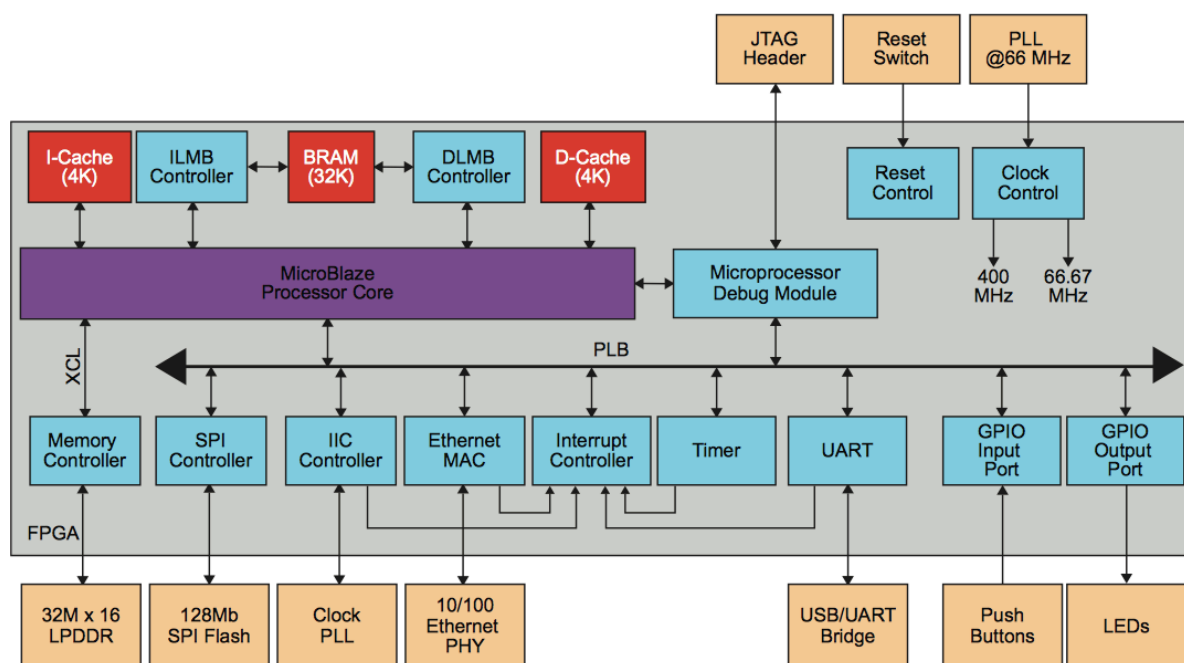 JTAG
Header
Reset
Switch
PLL
@66 MHz
I-Cache
(4K)
ILMB
Controller
BRAM
(32K)
DLMB
Controller
D-Cache
(4K)
Reset
Control
Clock
Control
MicroBlaze
Processor Core
Microprocessor
Debug Module
400
MHz
66.67
MHz
XCL
PLB
Memory
Controller
SPI
Controller
IIC
Controller
Ethernet
MAC
Interrupt
Controller
Timer
UART
GPIO
Input
Port
GPIO
Output
Port
FPGA
32M x 16
LPDDR
128Mb
SPI Flash
Clock
PLL
10/100
Ethernet
PHY
USB/UART
Bridge
Push
Buttons
LEDs